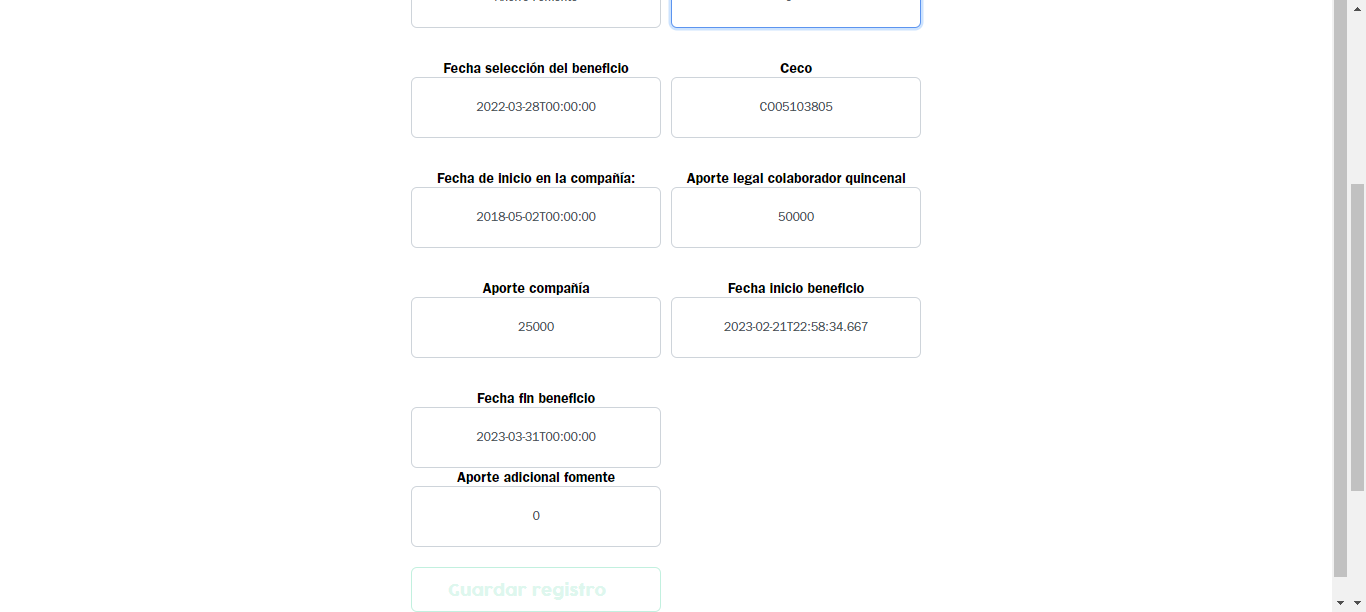 Fecha selección del beneficio
Ceco
2022-03-28T00:00:00
C005103805
Fecha de inicio en la compañía:
Aporte legal colaborador quincenal
2018-05-02T00:00:00
50000
Aporte compañía
Fecha inicio beneficio
25000
2023-02-21T22:58:34.667
Fecha fin beneficio
2023-03-31T00:00:00
Aporte adicional fomente
0
Guardar registro